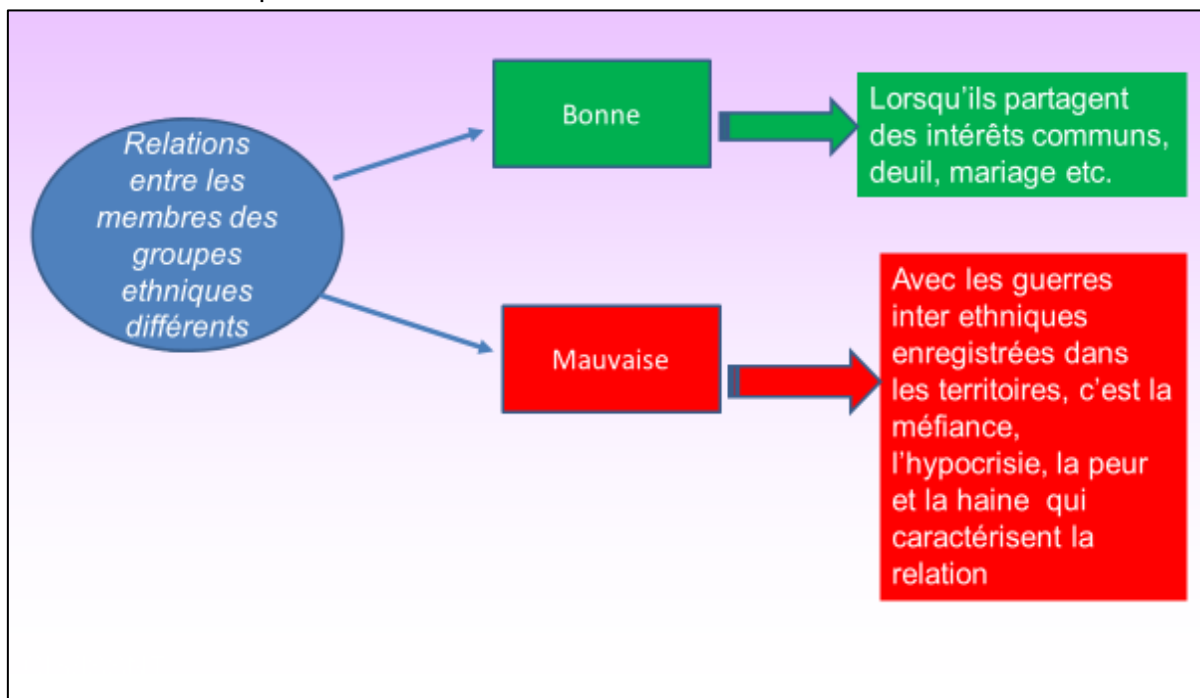 Relations
entre les
membres des
groupes
ethniques
différents
Bonne
Lorsqu'ils partagent
des intérêts communs,
deuil, mariage etc.
Mauvaise
Avec les guerres
inter ethniques
enregistrées dans
les territoires, c'est la
méfiance,
l'hypocrisie, la peur
et la haine qui
caractérisent la
relation